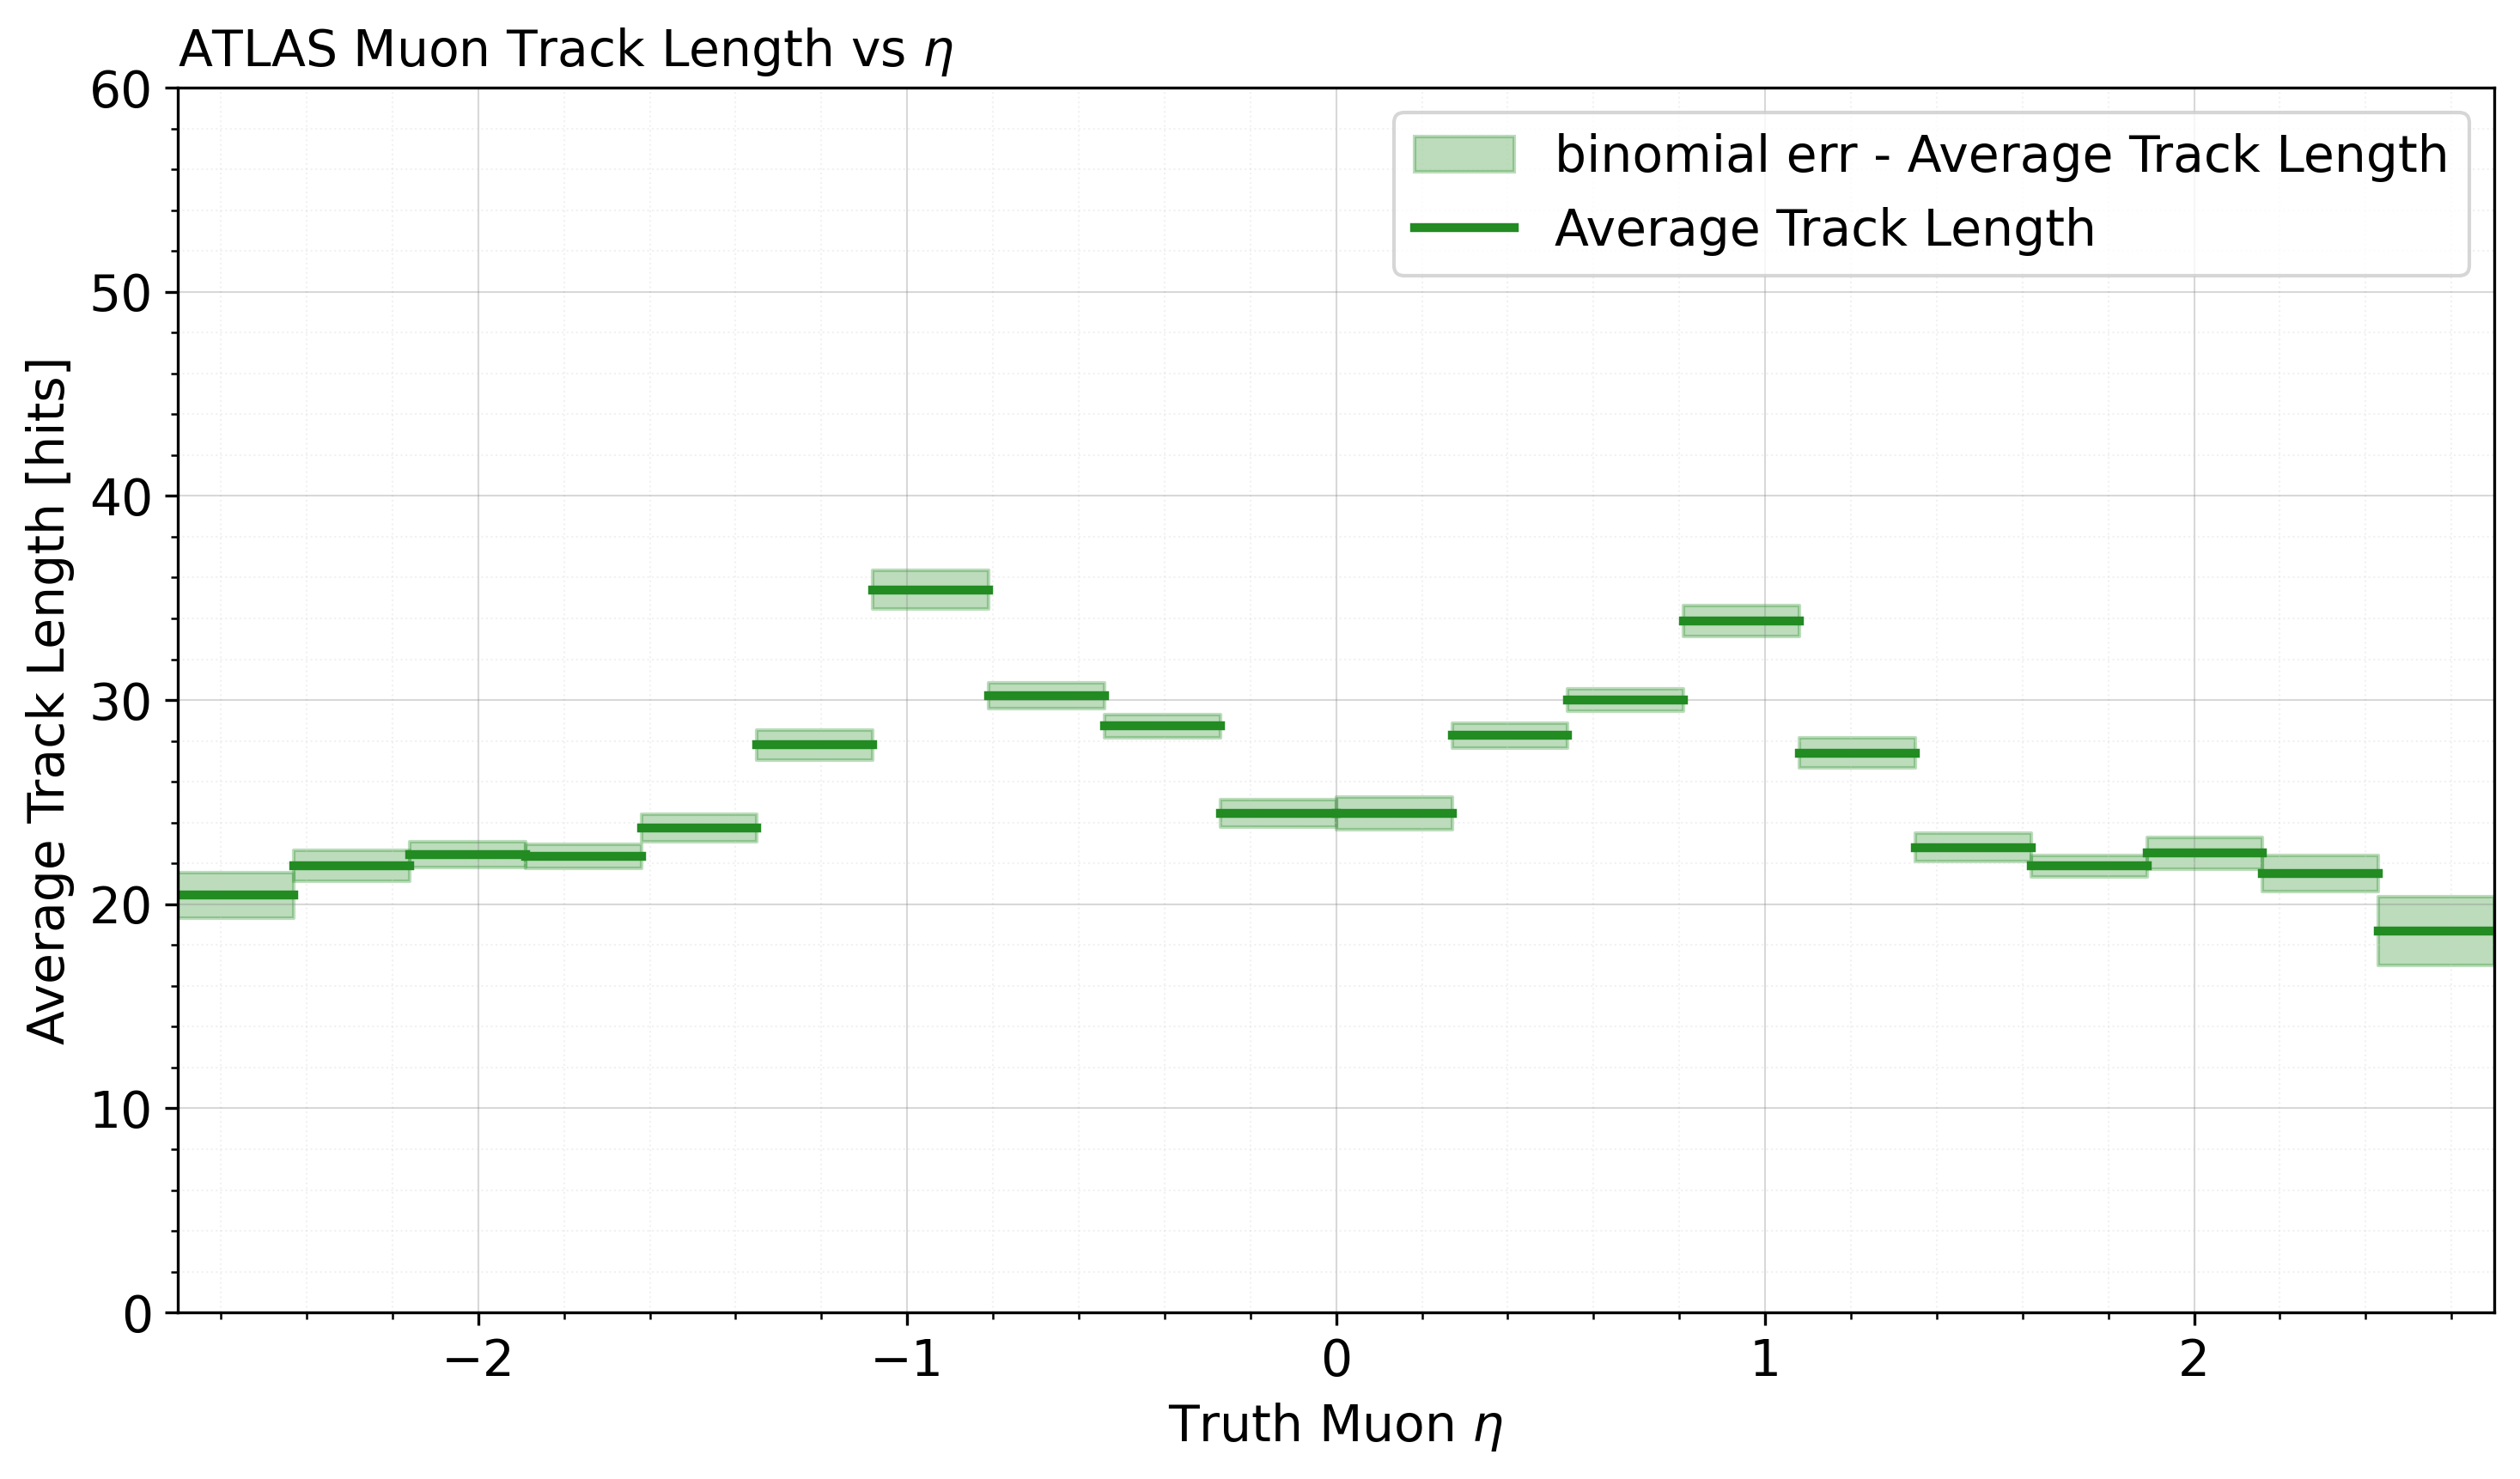 ATLAS Muon Track Length vs η
60
50
40
30
20
10
0
Average Track Length [hits]
binomial err - Average Track Length
Average Track Length
−2
−1
0
1
2
Truth Muon η